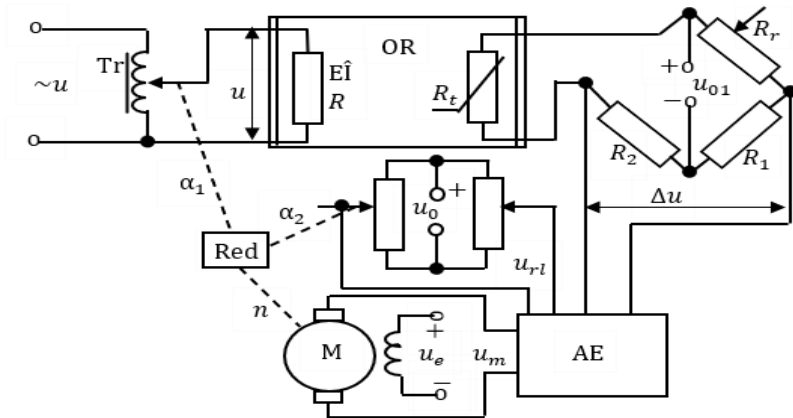 Tr
~u
u
EÎ
R
OR
R_t
R_r
+
u_01
−
R_2
R_1
α_1
α_2
u_0
+
Δu
u_rl
Red
n
M
+
u_e
−
u_m
AE